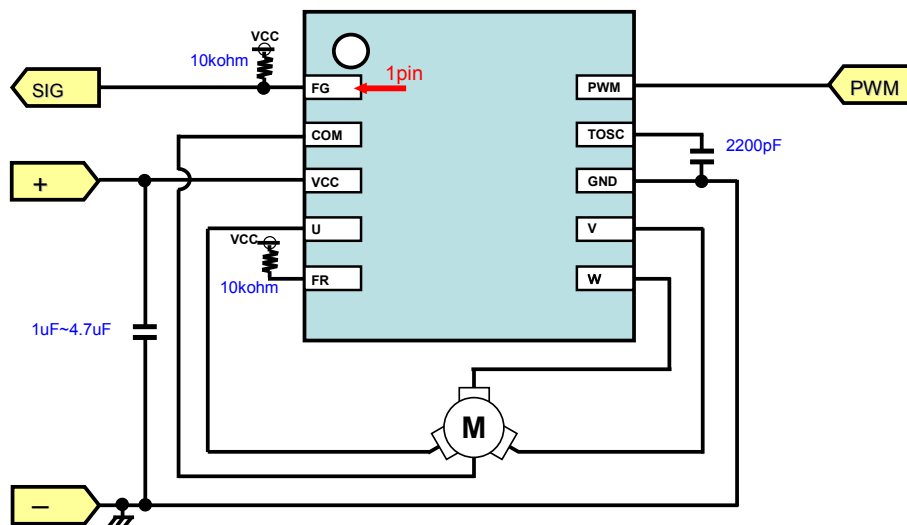 VCC
10kohm
1pin
SIG
FG
PWM
PWM
COM
TOSC
2200pF
+
VCC
GND
U
V
VCC
FR
W
10kohm
1uF~4.7uF
M
−